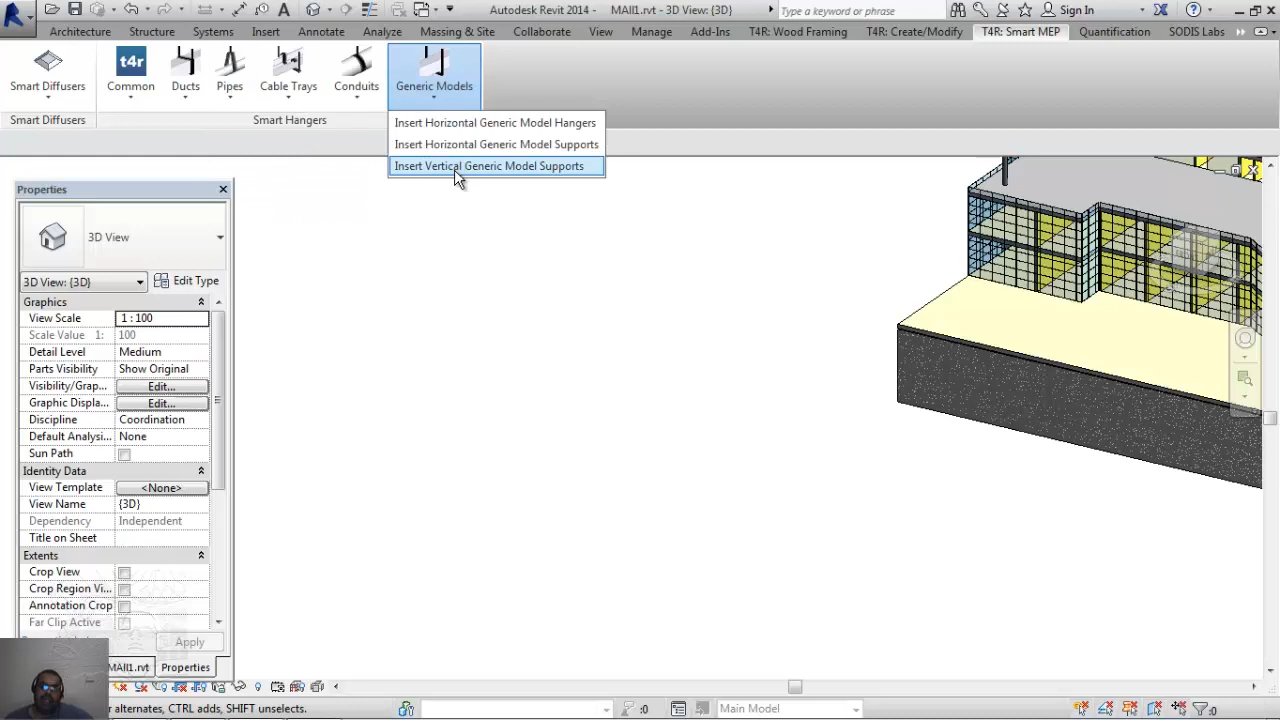 Autodesk Revit 2014 - MAll1.rvt - 3D View: {3D}
Type a keyword or phrase
Sign In
Architecture Structure Systems Insert Annotate Analyze Massing & Site Collaborate View Manage Add-Ins T4R: Wood Framing T4R: Create/Modify T4R: Smart MEP Quantification SODIS Labs
t4r
Smart Diffusers Common Ducts Pipes Cable Trays Conduits Generic Models
Smart Diffusers Smart Hangers
Insert Horizontal Generic Model Hangers
Insert Horizontal Generic Model Supports
Insert Vertical Generic Model Supports
Properties
3D View
3D View: {3D} Edit Type
Graphics
View Scale 1 : 100
Scale Value 1: 100
Detail Level Medium
Parts Visibility Show Original
Visibility/Grap... Edit...
Graphic Displa... Edit...
Discipline Coordination
Default Analysi... None
Sun Path
Identity Data
View Template <None>
View Name {3D}
Dependency Independent
Title on Sheet
Extents
Crop View
Crop Region Vi...
Annotation Crop
Far Clip Active
Apply
MAll1.rvt Properties
r alternates, CTRL adds, SHIFT unselects. :0 Main Model :0